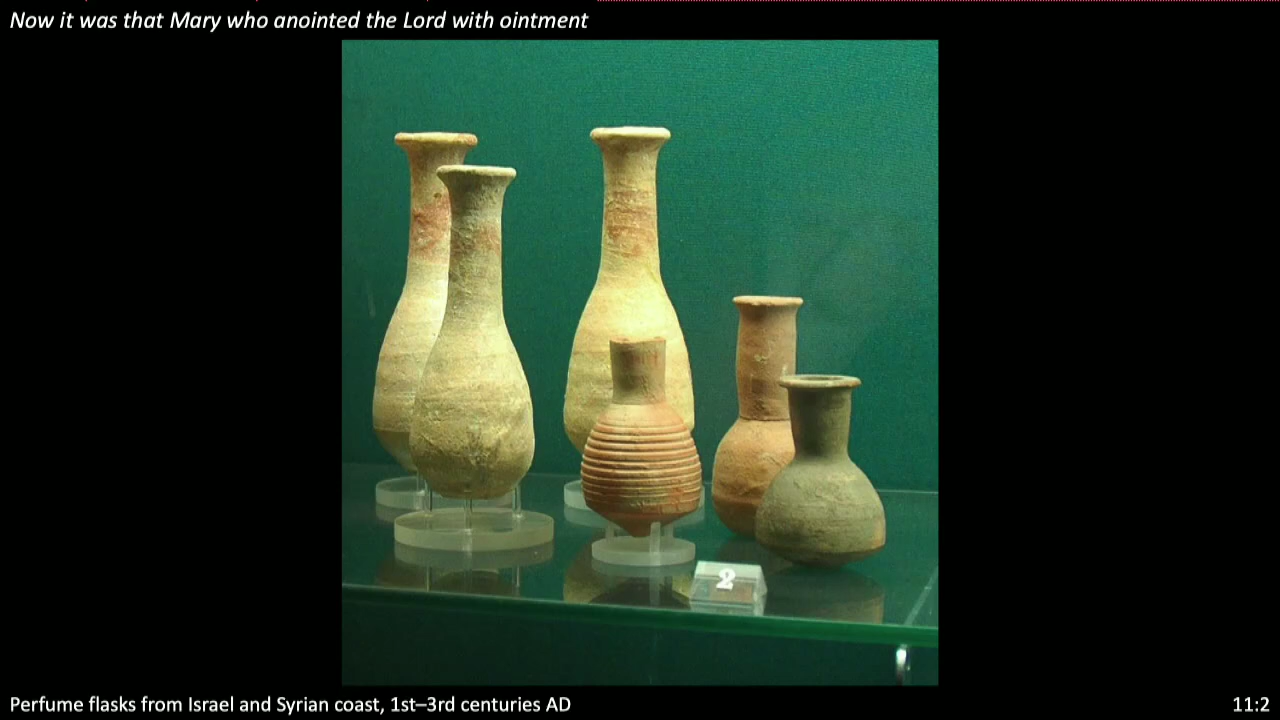 Now it was that Mary who anointed the Lord with ointment
2
Perfume flasks from Israel and Syrian coast, 1st–3rd centuries AD
11:2